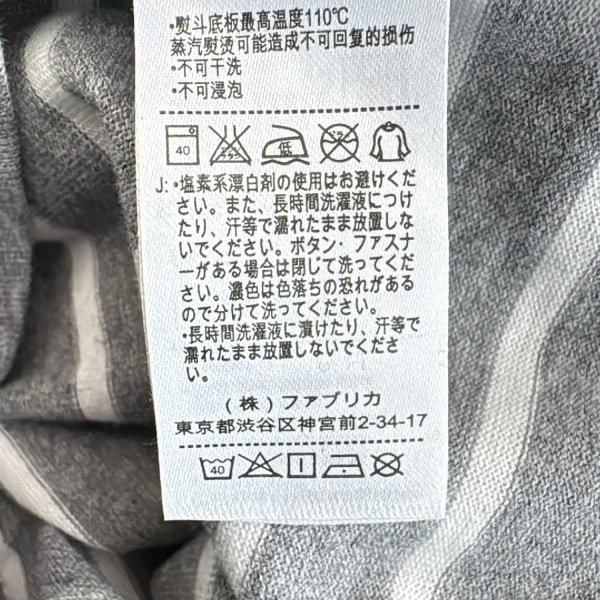 •熨斗底板最高温度110℃
蒸汽熨烫可能造成不可回复的损伤
•不可干洗
•不可浸泡
40 低
J: •塩素系漂白剤の使用はお避けくだ
さい。また、長時間洗濯液につけ
たり、汗等で濡れたまま放置しな
いでください。ボタン・ファスナ
ーがある場合は閉じて洗ってくだ
さい。濃色は色落ちの恐れがある
ので分けて洗ってください。
•長時間洗濯液に漬けたり、汗等で
濡れたまま放置しないでくださ
い。
(株)ファブリカ
東京都渋谷区神宮前2-34-17
40